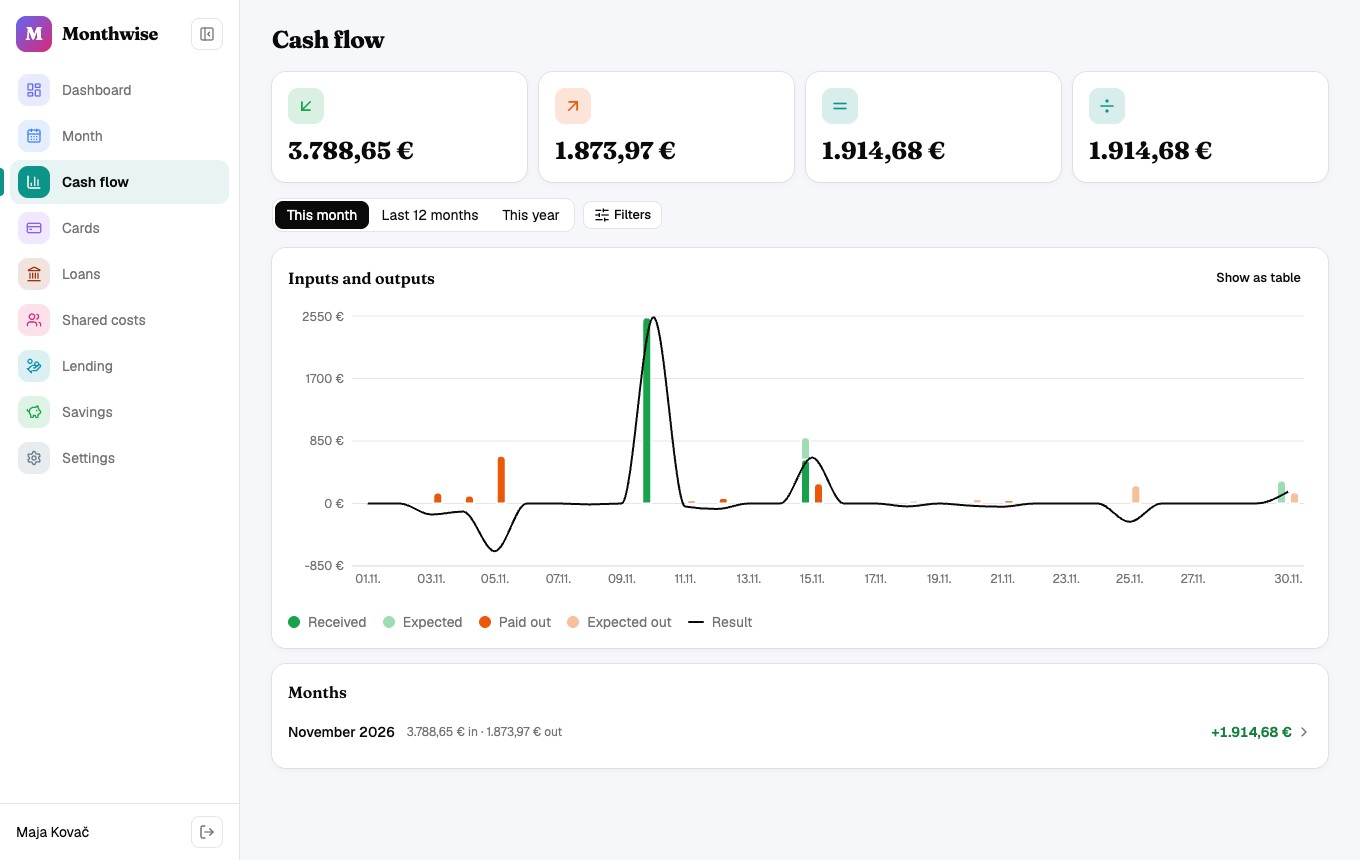 M Monthwise
Dashboard
Month
Cash flow
Cards
Loans
Shared costs
Lending
Savings
Settings
Maja Kovač
Cash flow
3.788,65 €
1.873,97 €
1.914,68 €
1.914,68 €
This month Last 12 months This year Filters
Inputs and outputs Show as table
2550 €
1700 €
850 €
0 €
-850 €
01.11. 03.11. 05.11. 07.11. 09.11. 11.11. 13.11. 15.11. 17.11. 19.11. 21.11. 23.11. 25.11. 27.11. 30.11.
Received Expected Paid out Expected out Result
Months
November 2026 3.788,65 € in · 1.873,97 € out +1.914,68 €